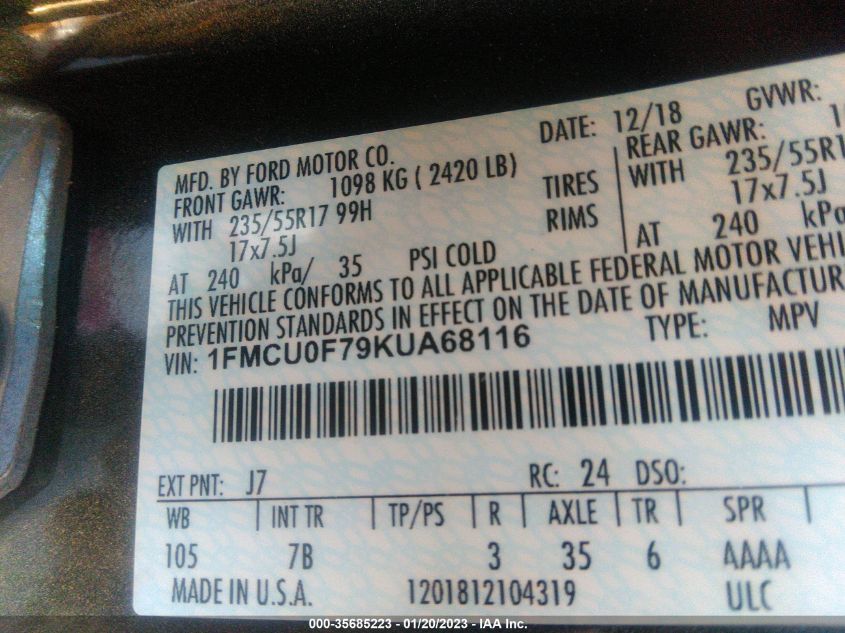 DATE: 12/18 GVWR:
MFD. BY FORD MOTOR CO.
FRONT GAWR: 1098 KG ( 2420 LB) REAR GAWR:
WITH 235/55R17 99H TIRES WITH 235/55R17
17x7.5J RIMS 17x7.5J
AT 240 kPa/ 35 PSI COLD AT 240 kPa
THIS VEHICLE CONFORMS TO ALL APPLICABLE FEDERAL MOTOR VEHI
PREVENTION STANDARDS IN EFFECT ON THE DATE OF MANUFACTUR
VIN: 1FMCU0F79KUA68116 TYPE: MPV
EXT PNT: J7 RC: 24 DSO:
WB INT TR TP/PS R AXLE TR SPR
105 7B 3 35 6 AAAA
MADE IN U.S.A. 1201812104319 ULC
000-35685223 - 01/20/2023 - IAA Inc.